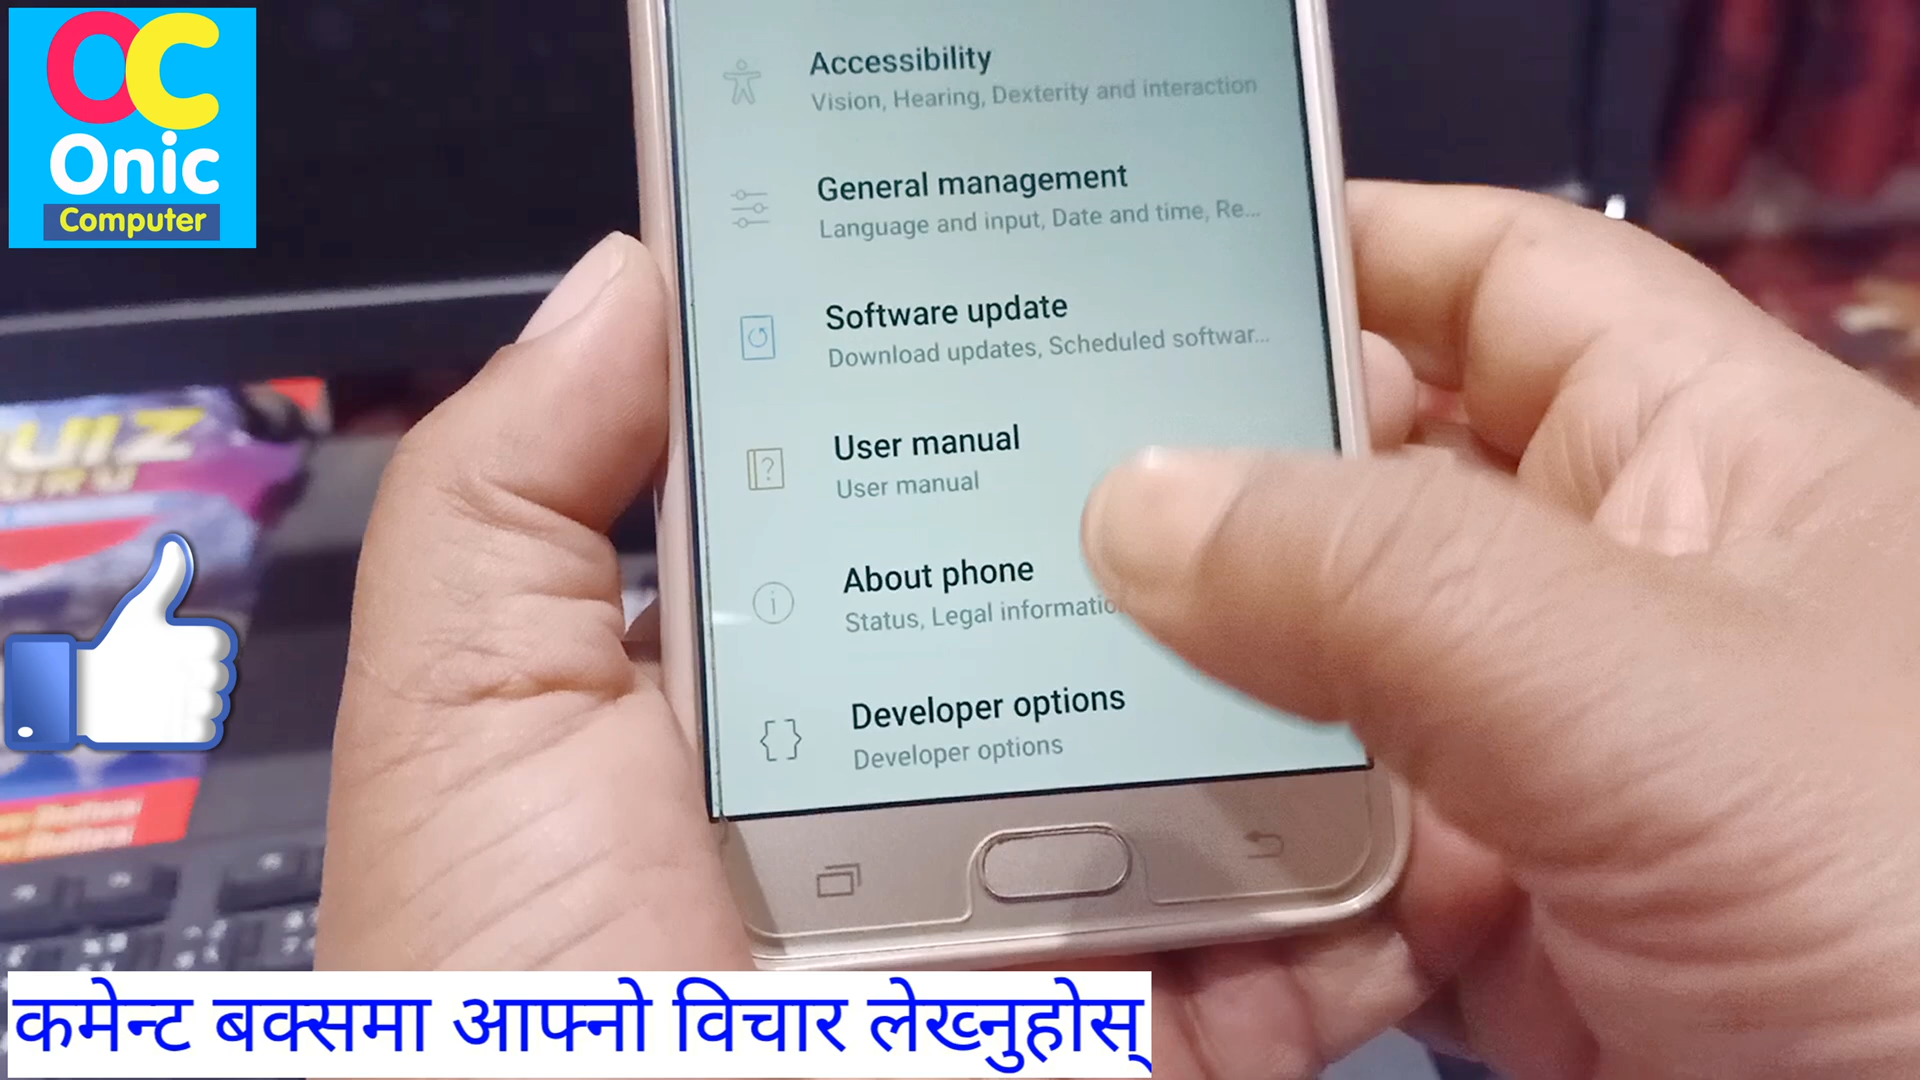 OC
Onic
Computer
Accessibility
Vision, Hearing, Dexterity and interaction
General management
Language and input, Date and time, Re...
Software update
Download updates, Scheduled softwar...
User manual
User manual
About phone
Status, Legal informatio
Developer options
Developer options
कमेन्ट बक्समा आफ्नो विचार लेख्नुहोस्